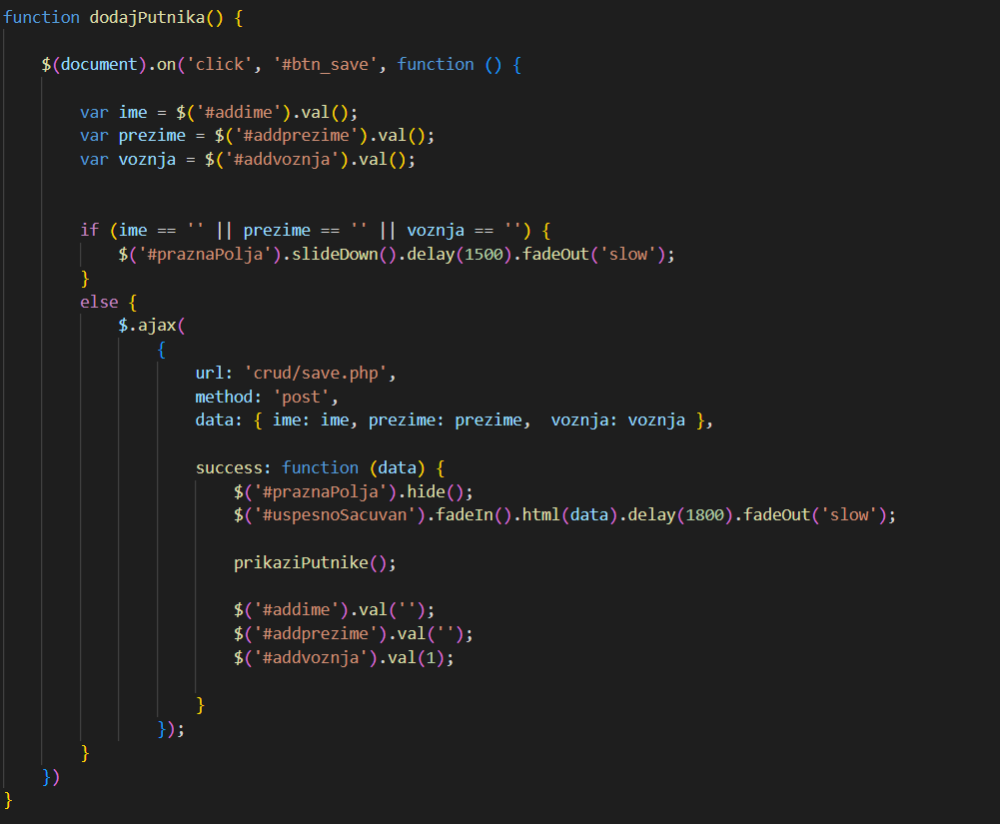 function dodajPutnika() {
$(document).on('click', '#btn_save', function () {
var ime = $('#addime').val();
var prezime = $('#addprezime').val();
var voznja = $('#addvoznja').val();
if (ime == '' || prezime == '' || voznja == '') {
$('#praznaPolja').slideDown().delay(1500).fadeOut('slow');
}
else {
$.ajax(
{
url: 'crud/save.php',
method: 'post',
data: { ime: ime, prezime: prezime,  voznja: voznja },
success: function (data) {
$('#praznaPolja').hide();
$('#uspesnoSacuvan').fadeIn().html(data).delay(1800).fadeOut('slow');
prikaziPutnike();
$('#addime').val('');
$('#addprezime').val('');
$('#addvoznja').val(1);
}
});
}
})
}